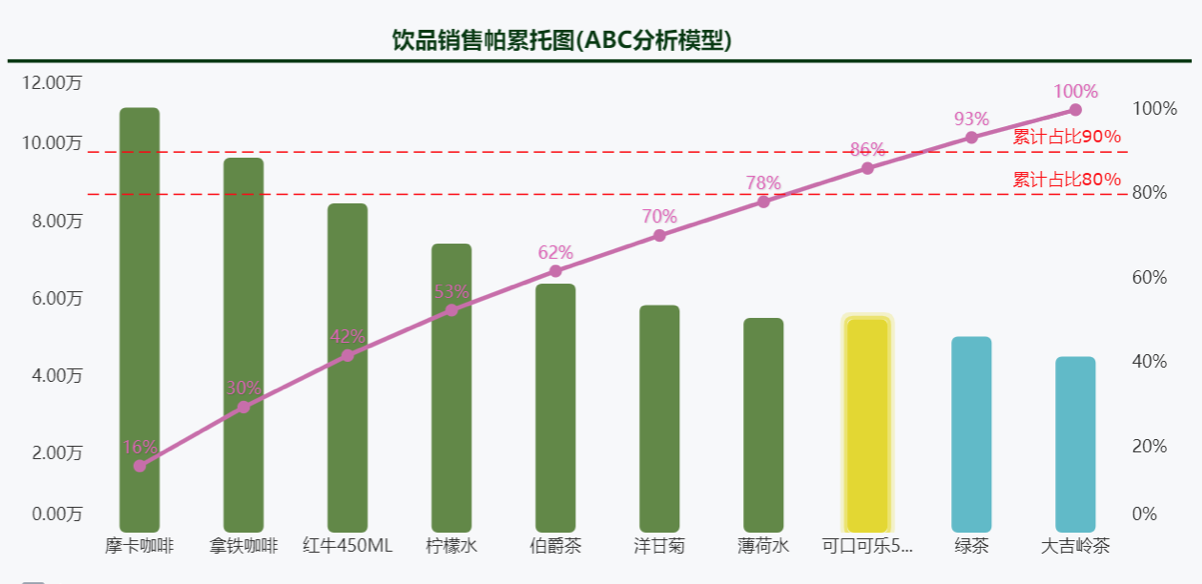 饮品销售帕累托图(ABC分析模型)
12.00万
10.00万
8.00万
6.00万
4.00万
2.00万
0.00万
100%
80%
60%
40%
20%
0%
累计占比90%
累计占比80%
16%
30%
42%
53%
62%
70%
78%
86%
93%
100%
摩卡咖啡
拿铁咖啡
红牛450ML
柠檬水
伯爵茶
洋甘菊
薄荷水
可口可乐5...
绿茶
大吉岭茶